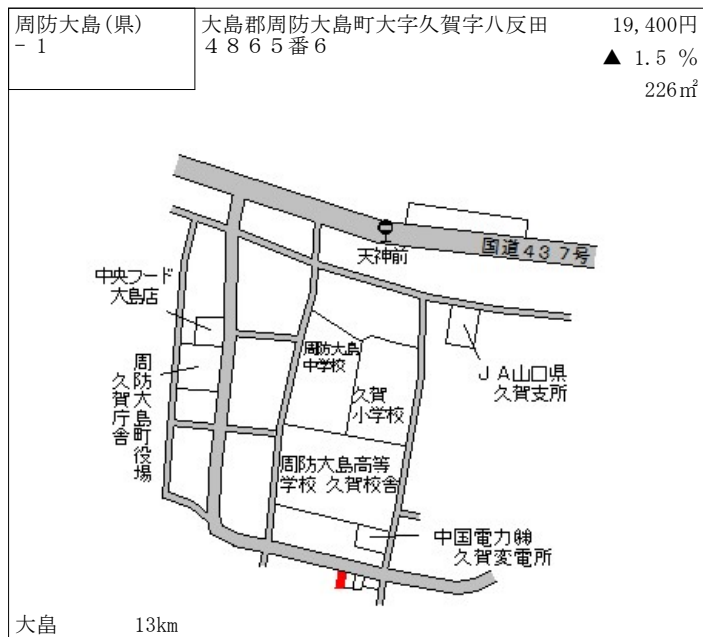 周防大島(県)
- 1
大島郡周防大島町大字久賀字八反田
４８６５番６
19,400円
▲ 1.5 %
226㎡
天神前
国道４３７号
中央フード
大島店
周防大島町役場
久賀庁舎
周防大島
中学校
久賀
小学校
ＪＡ山口県
久賀支所
周防大島高等
学校 久賀校舎
中国電力㈱
久賀変電所
大畠 13km